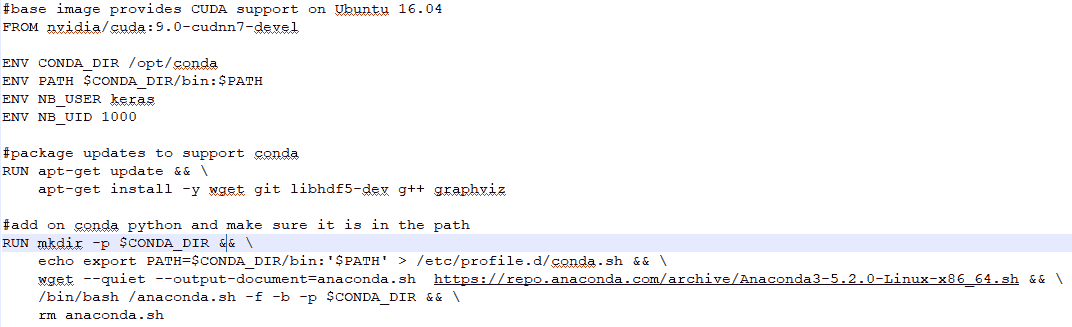 #base image provides CUDA support on Ubuntu 16.04
FROM nvidia/cuda:9.0-cudnn7-devel
ENV CONDA_DIR /opt/conda
ENV PATH $CONDA_DIR/bin:$PATH
ENV NB_USER keras
ENV NB_UID 1000
#package updates to support conda
RUN apt-get update && \
    apt-get install -y wget git libhdf5-dev g++ graphviz
#add on conda python and make sure it is in the path
RUN mkdir -p $CONDA_DIR && \
    echo export PATH=$CONDA_DIR/bin:'$PATH' > /etc/profile.d/conda.sh && \
    wget --quiet --output-document=anaconda.sh  https://repo.anaconda.com/archive/Anaconda3-5.2.0-Linux-x86_64.sh && \
    /bin/bash /anaconda.sh -f -b -p $CONDA_DIR && \
    rm anaconda.sh